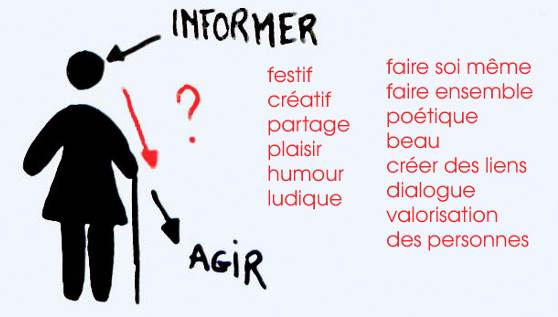 INFORMER
?
festif
créatif
partage
plaisir
humour
ludique
faire soi même
faire ensemble
poétique
beau
créer des liens
dialogue
valorisation
des personnes
AGIR